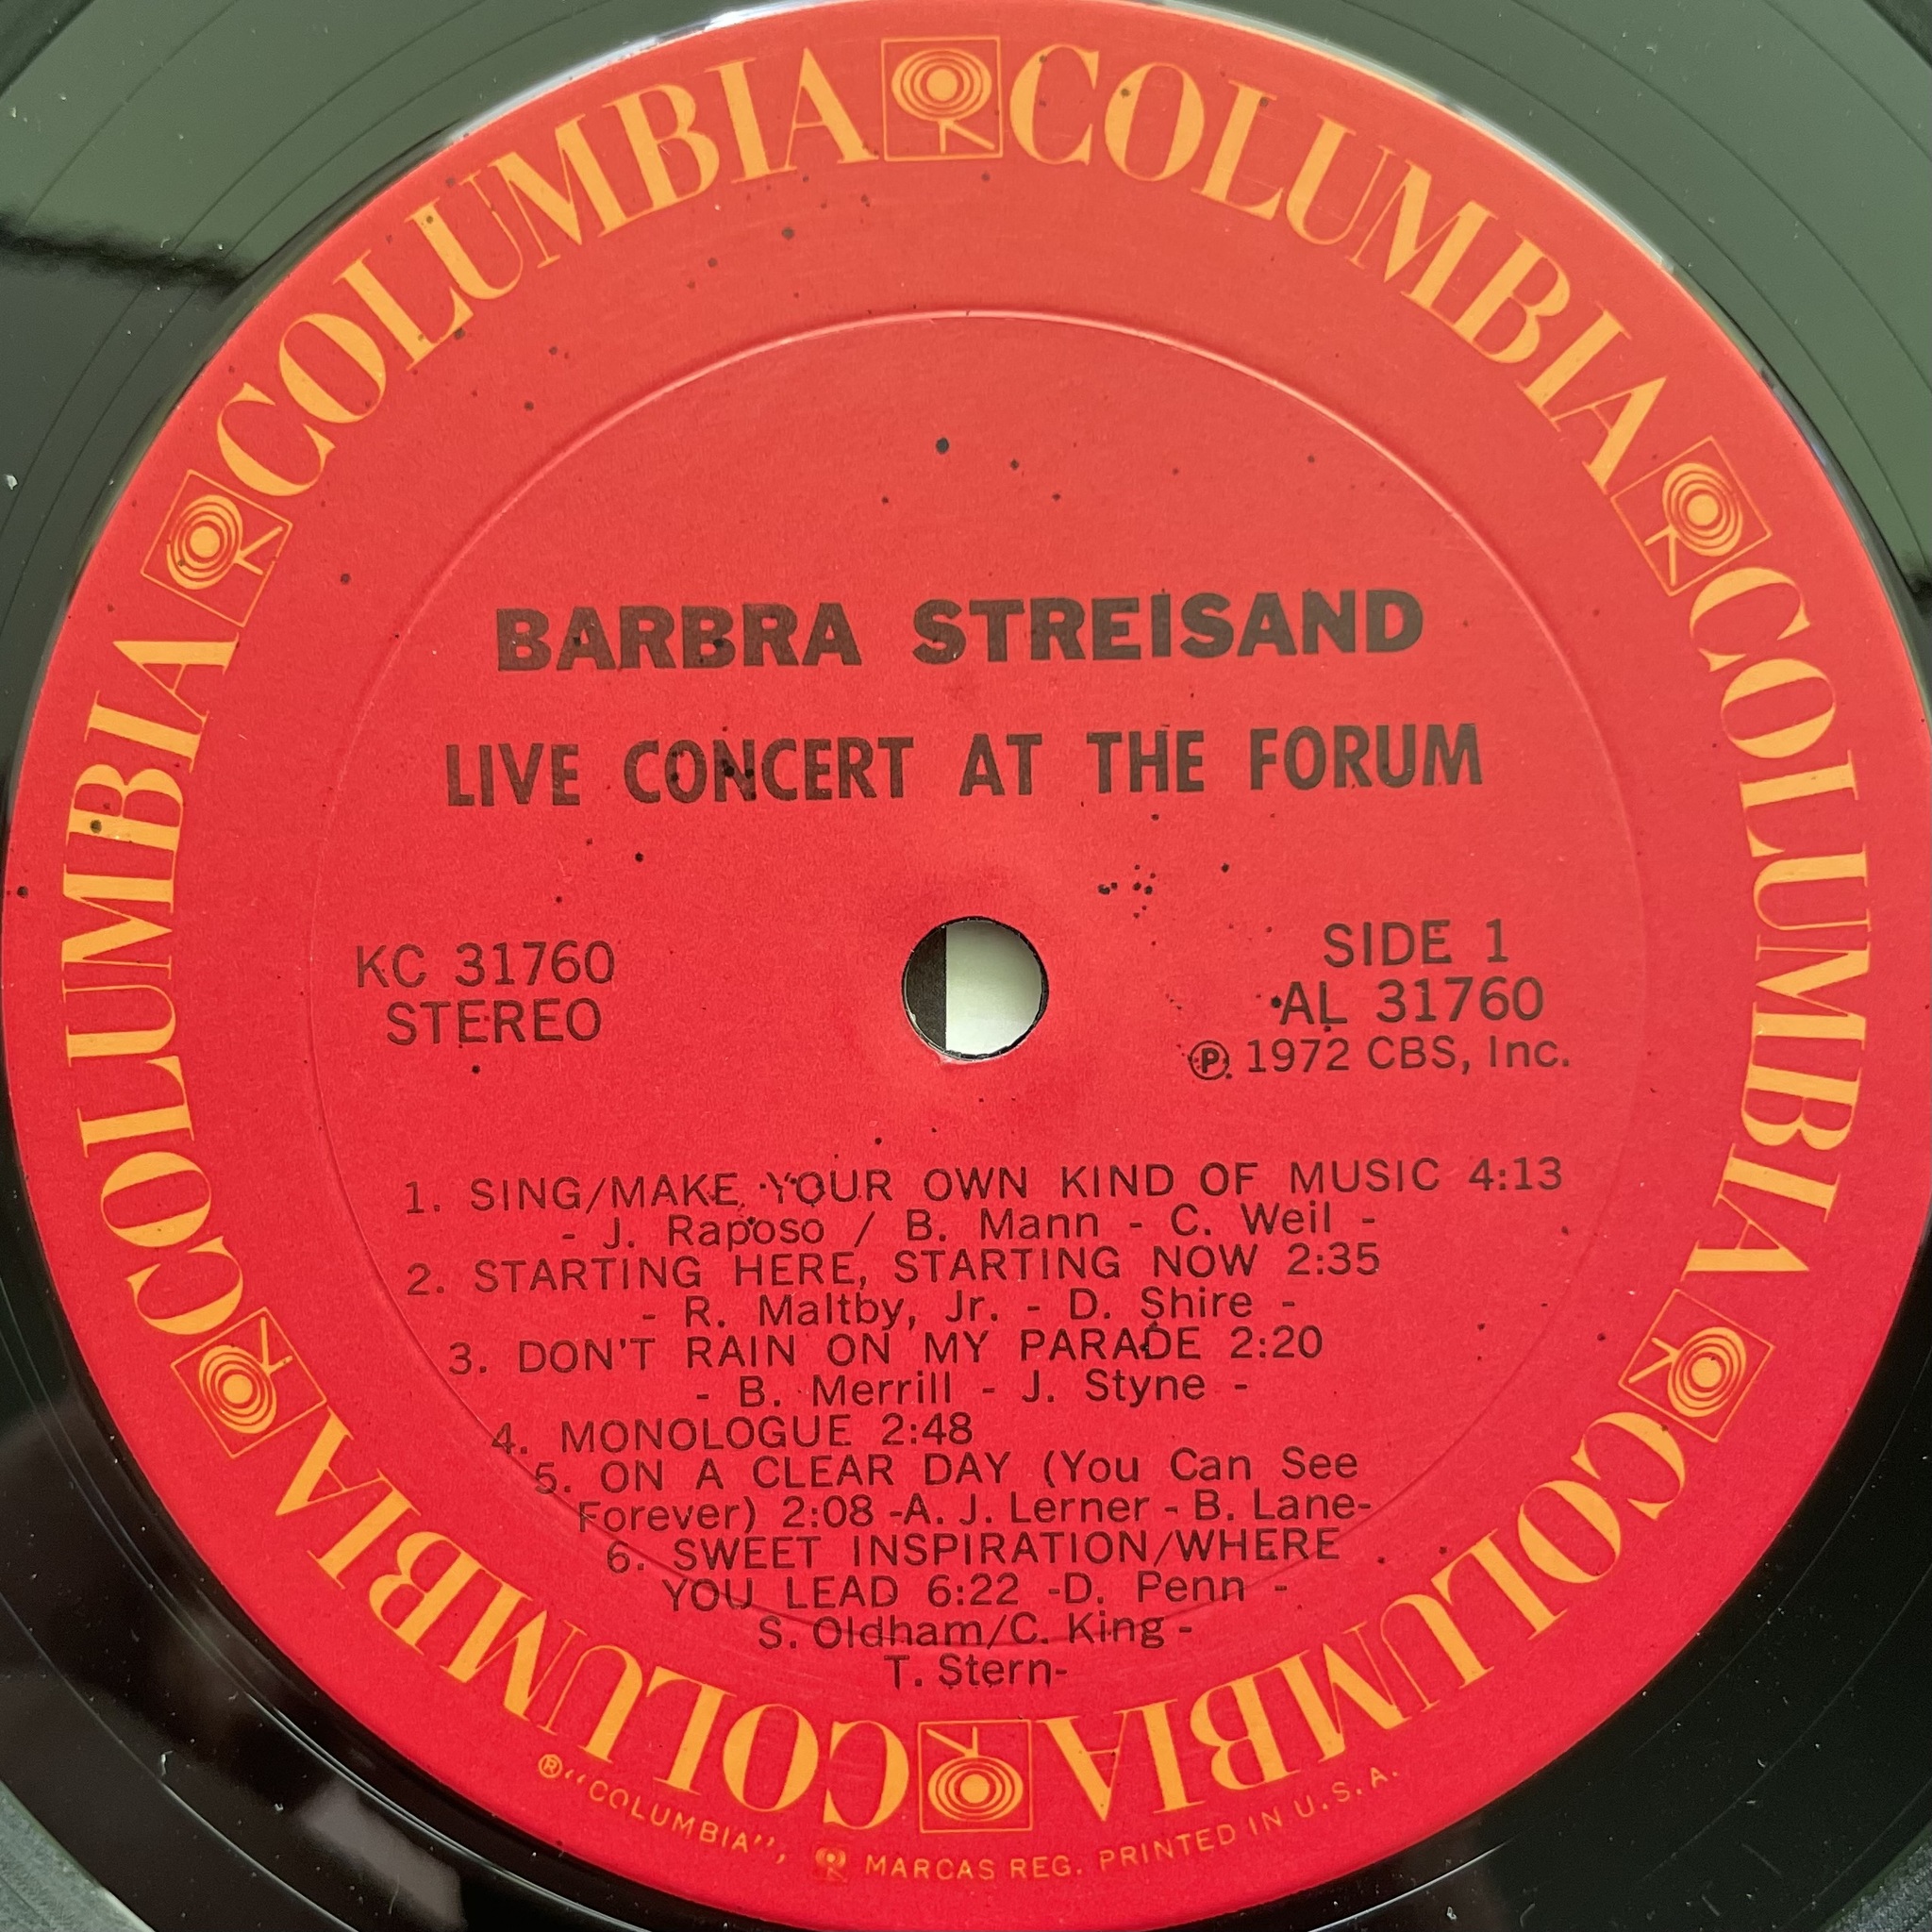 COLUMBIA COLUMBIA COLUMBIA COLUMBIA COLUMBIA COLUMBIA
BARBRA STREISAND
LIVE CONCERT AT THE FORUM
KC 31760
STEREO
SIDE 1
AL 31760
Ⓟ 1972 CBS, Inc.
1. SING/MAKE YOUR OWN KIND OF MUSIC 4:13
- J. Raposo / B. Mann - C. Weil -
2. STARTING HERE, STARTING NOW 2:35
- R. Maltby, Jr. - D. Shire -
3. DON'T RAIN ON MY PARADE 2:20
- B. Merrill - J. Styne -
4. MONOLOGUE 2:48
5. ON A CLEAR DAY (You Can See
Forever) 2:08 -A. J. Lerner - B. Lane-
6. SWEET INSPIRATION/WHERE
YOU LEAD 6:22 -D. Penn -
S. Oldham/C. King -
T. Stern-
® "COLUMBIA", MARCAS REG. PRINTED IN U.S.A.